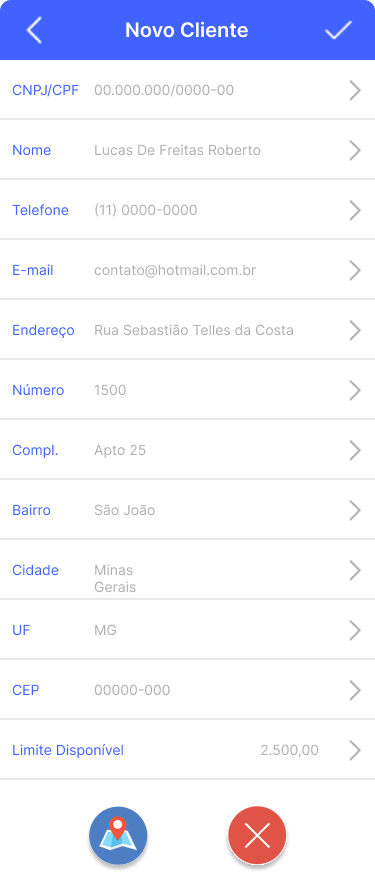 Novo Cliente
CNPJ/CPF 00.000.000/0000-00
Nome Lucas De Freitas Roberto
Telefone (11) 0000-0000
E-mail contato@hotmail.com.br
Endereço Rua Sebastião Telles da Costa
Número 1500
Compl. Apto 25
Bairro São João
Cidade Minas
Gerais
UF MG
CEP 00000-000
Limite Disponível 2.500,00